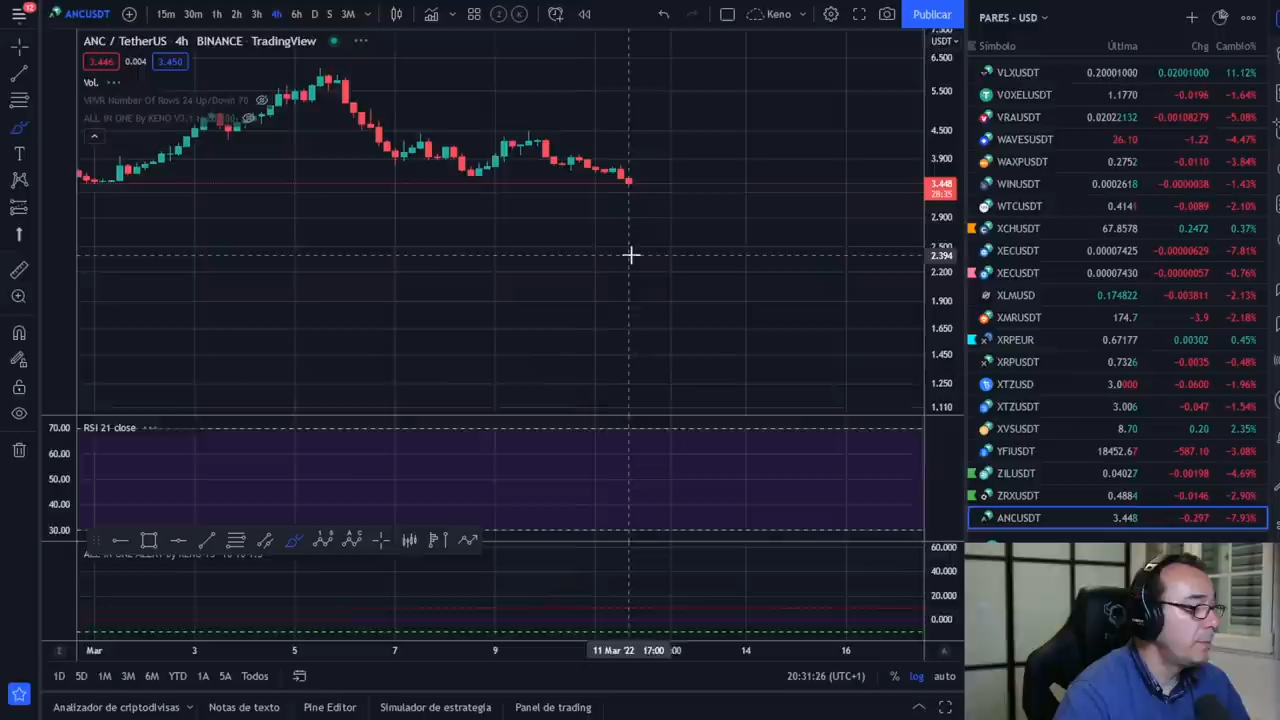 12
ANCUSDT
15m 30m 1h 2h 3h 4h 6h D S 3M
2
K
Keno
Publicar
ANC / TetherUS 4h BINANCE TradingView
3.446 0.004 3.450
Vol.
VPVR Number Of Rows 24 Up/Down 70
ALL IN ONE By KENO V3.1
USDT
6.500
5.500
4.500
3.900
3.448
28:35
2.900
2.500
2.394
2.200
1.900
1.650
1.450
1.250
1.110
70.00 RSI 21 close
60.00
50.00
40.00
30.00
60.000
40.000
20.000
0.000
Mar 3 5 7 9 11 Mar '22 17:00 :00 14 16
1D 5D 1M 3M 6M YTD 1A 5A Todos
20:31:26 (UTC+1) % log auto
Analizador de criptodivisas Notas de texto Pine Editor Simulador de estrategia Panel de trading
PARES - USD
Símbolo Última Chg Cambio%
VLXUSDT 0.20001000 0.02001000 11.12%
VOXELUSDT 1.1770 -0.0196 -1.64%
VRAUSDT 0.02022132 -0.00108279 -5.08%
WAVESUSDT 26.10 -1.22 -4.47%
WAXPUSDT 0.2752 -0.0110 -3.84%
WINUSDT 0.0002618 -0.0000038 -1.43%
WTCUSDT 0.4141 -0.0089 -2.10%
XCHUSDT 67.8578 0.2472 0.37%
XECUSDT 0.00007425 -0.00000629 -7.81%
XECUSDT 0.00007430 -0.00000057 -0.76%
XLMUSD 0.174822 -0.003811 -2.13%
XMRUSDT 174.7 -3.9 -2.18%
XRPEUR 0.67177 0.00302 0.45%
XRPUSDT 0.7326 -0.0035 -0.48%
XTZUSD 3.0000 -0.0600 -1.96%
XTZUSDT 3.006 -0.047 -1.54%
XVSUSDT 8.70 0.20 2.35%
YFIUSDT 18452.67 -587.10 -3.08%
ZILUSDT 0.04027 -0.00198 -4.69%
ZRXUSDT 0.4884 -0.0146 -2.90%
ANCUSDT 3.448 -0.297 -7.93%